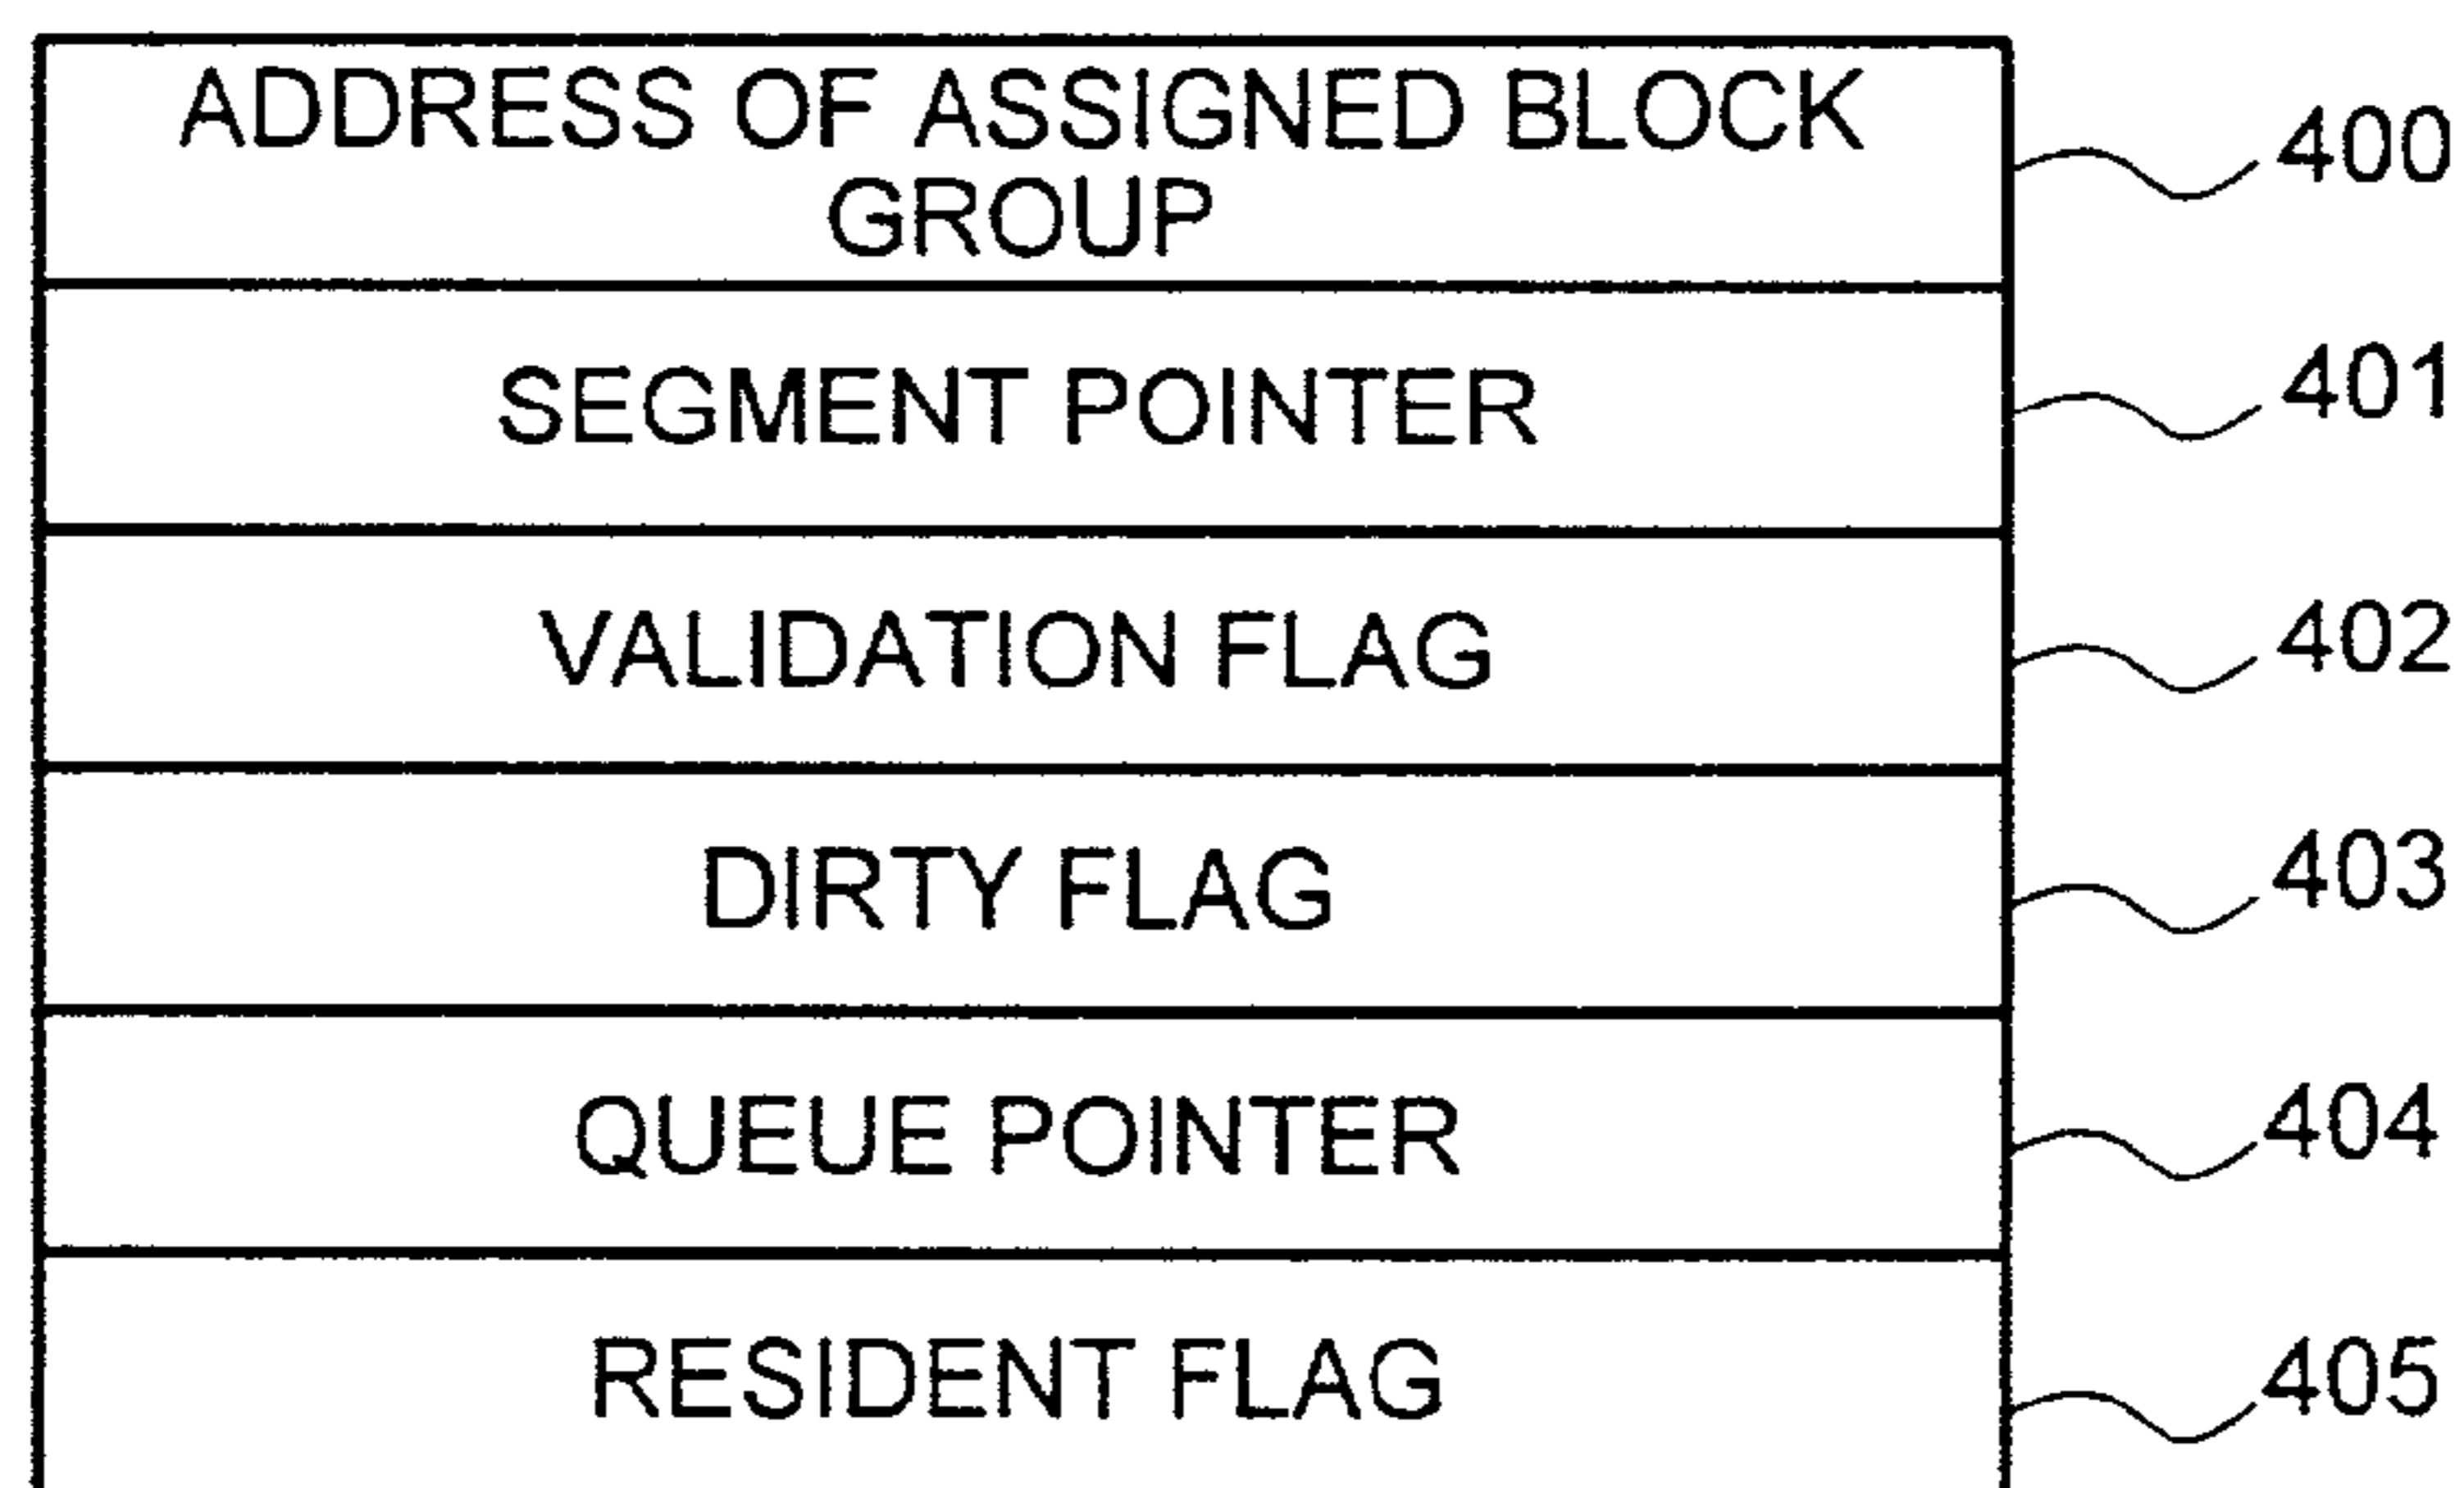 ADDRESS OF ASSIGNED BLOCK
GROUP
400
SEGMENT POINTER
401
VALIDATION FLAG
402
DIRTY FLAG
403
QUEUE POINTER
404
RESIDENT FLAG
405